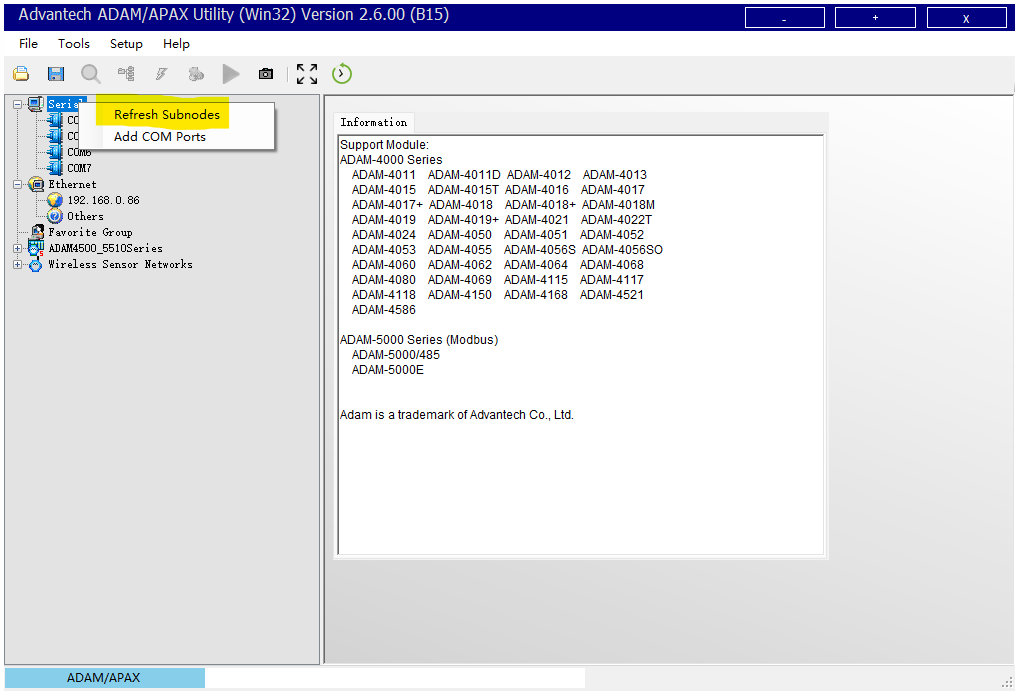 Advantech ADAM/APAX Utility (Win32) Version 2.6.00 (B15)
- + X
File Tools Setup Help
Serial
Refresh Subnodes
Add COM Ports
COM6
COM7
Ethernet
192.168.0.86
Others
Favorite Group
ADAM4500_5510Series
Wireless Sensor Networks
Information
Support Module:
ADAM-4000 Series
ADAM-4011 ADAM-4011D ADAM-4012 ADAM-4013
ADAM-4015 ADAM-4015T ADAM-4016 ADAM-4017
ADAM-4017+ ADAM-4018 ADAM-4018+ ADAM-4018M
ADAM-4019 ADAM-4019+ ADAM-4021 ADAM-4022T
ADAM-4024 ADAM-4050 ADAM-4051 ADAM-4052
ADAM-4053 ADAM-4055 ADAM-4056S ADAM-4056SO
ADAM-4060 ADAM-4062 ADAM-4064 ADAM-4068
ADAM-4080 ADAM-4069 ADAM-4115 ADAM-4117
ADAM-4118 ADAM-4150 ADAM-4168 ADAM-4521
ADAM-4586
ADAM-5000 Series (Modbus)
ADAM-5000/485
ADAM-5000E
Adam is a trademark of Advantech Co., Ltd.
ADAM/APAX